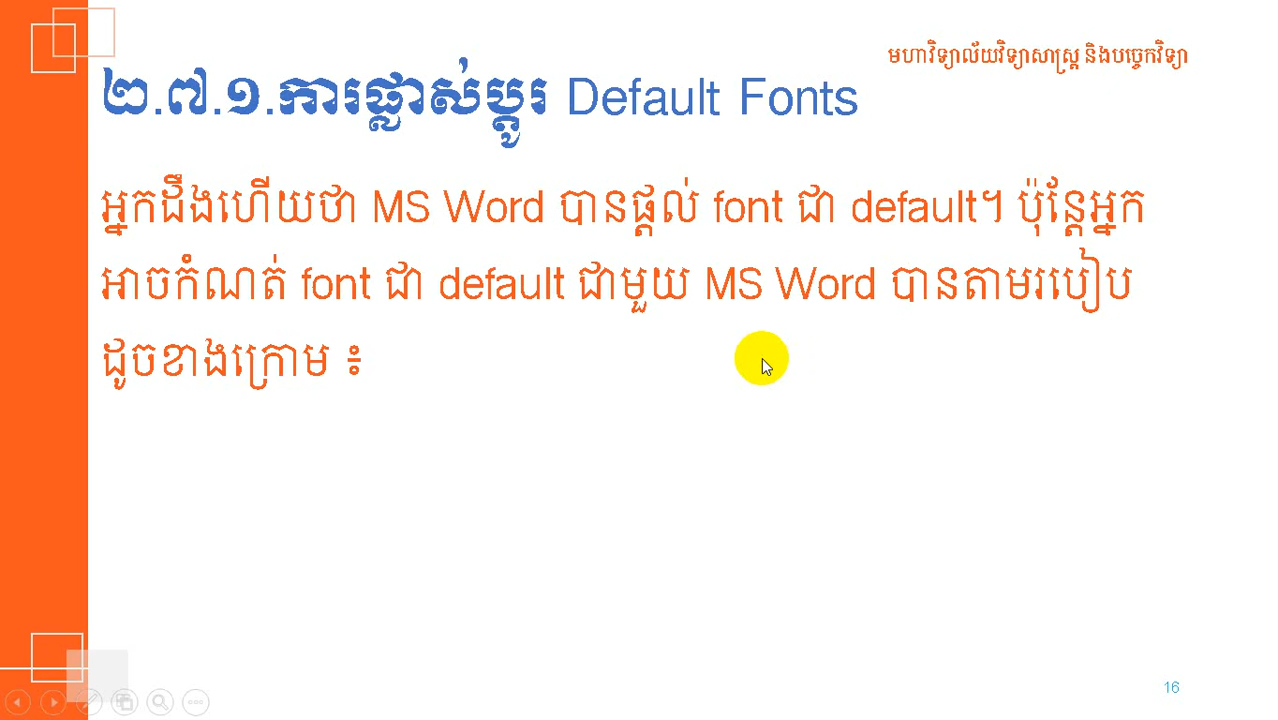 មហាវិទ្យាល័យវិទ្យាសាស្ត្រ និងបច្ចេកវិទ្យា
២.៧.១.ការផ្លាស់ប្តូរ Default Fonts
អ្នកដឹងហើយថា MS Word បានផ្តល់ font ជា default។ ប៉ុន្តែអ្នក
អាចកំណត់ font ជា default ជាមួយ MS Word បានតាមរបៀប
ដូចខាងក្រោម ៖
16